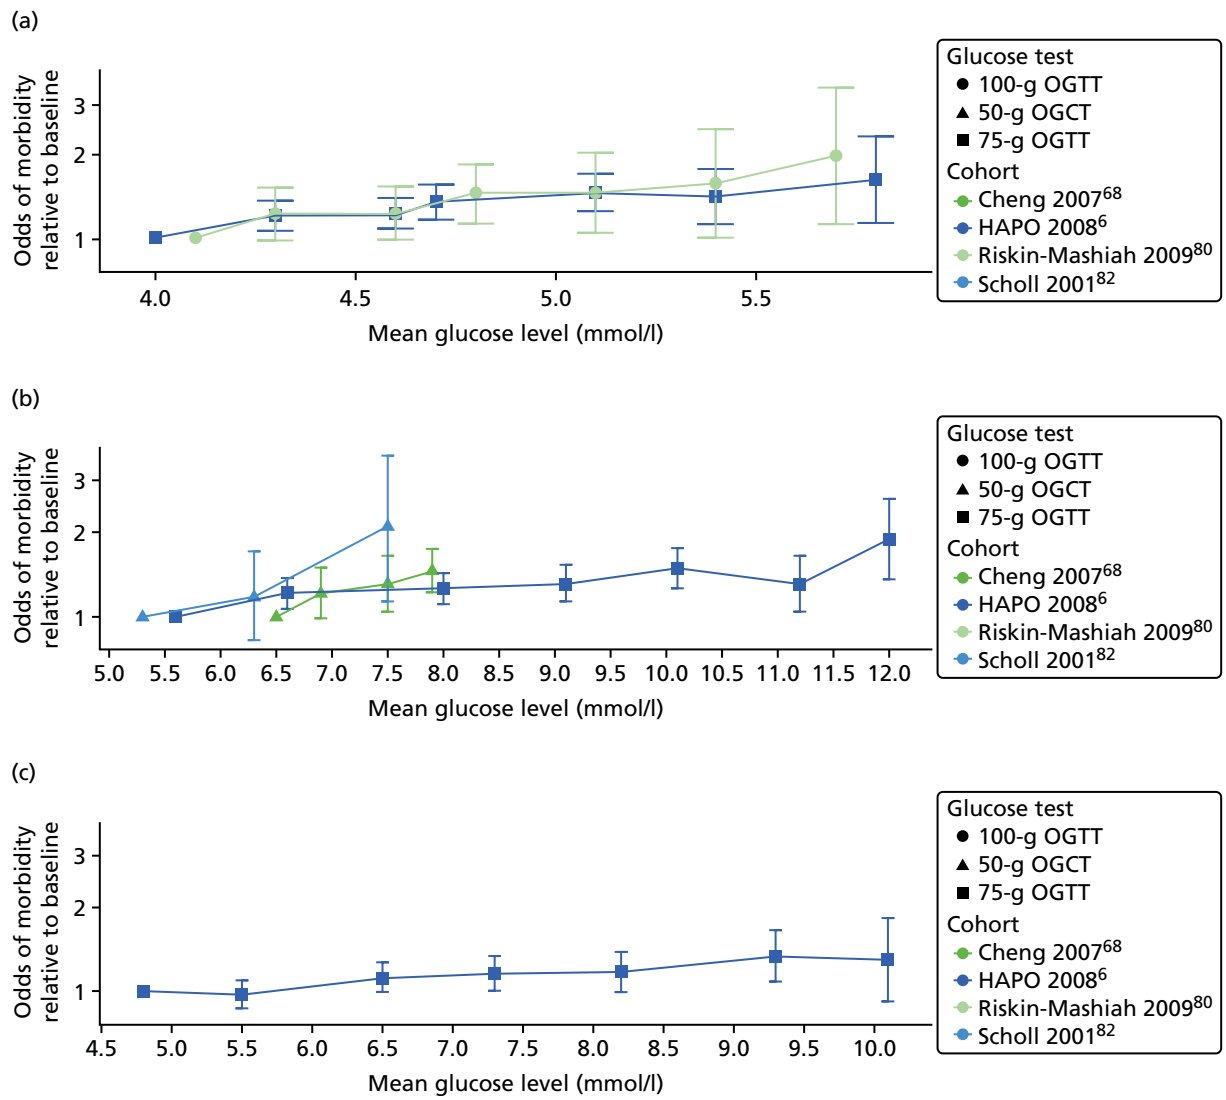 (a)
Odds of morbidity
relative to baseline
3
2
1
4.0 4.5 5.0 5.5
Mean glucose level (mmol/l)
Glucose test
100-g OGTT
50-g OGCT
75-g OGTT
Cohort
Cheng 2007⁶⁸
HAPO 2008⁶
Riskin-Mashiah 2009⁸⁰
Scholl 2001⁸²
(b)
Odds of morbidity
relative to baseline
3
2
1
5.0 5.5 6.0 6.5 7.0 7.5 8.0 8.5 9.0 9.5 10.0 10.5 11.0 11.5 12.0
Mean glucose level (mmol/l)
Glucose test
100-g OGTT
50-g OGCT
75-g OGTT
Cohort
Cheng 2007⁶⁸
HAPO 2008⁶
Riskin-Mashiah 2009⁸⁰
Scholl 2001⁸²
(c)
Odds of morbidity
relative to baseline
3
2
1
4.5 5.0 5.5 6.0 6.5 7.0 7.5 8.0 8.5 9.0 9.5 10.0
Mean glucose level (mmol/l)
Glucose test
100-g OGTT
50-g OGCT
75-g OGTT
Cohort
Cheng 2007⁶⁸
HAPO 2008⁶
Riskin-Mashiah 2009⁸⁰
Scholl 2001⁸²